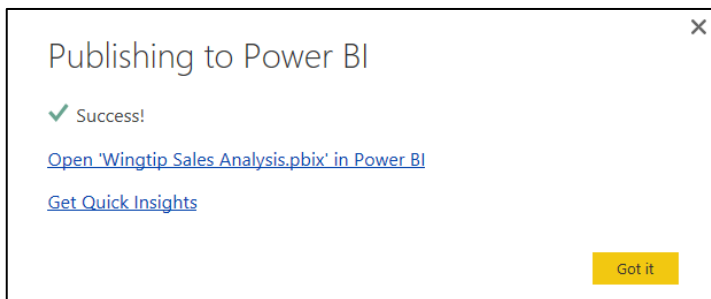 Publishing to Power BI
Success!
Open 'Wingtip Sales Analysis.pbix' in Power BI
Get Quick Insights
Got it